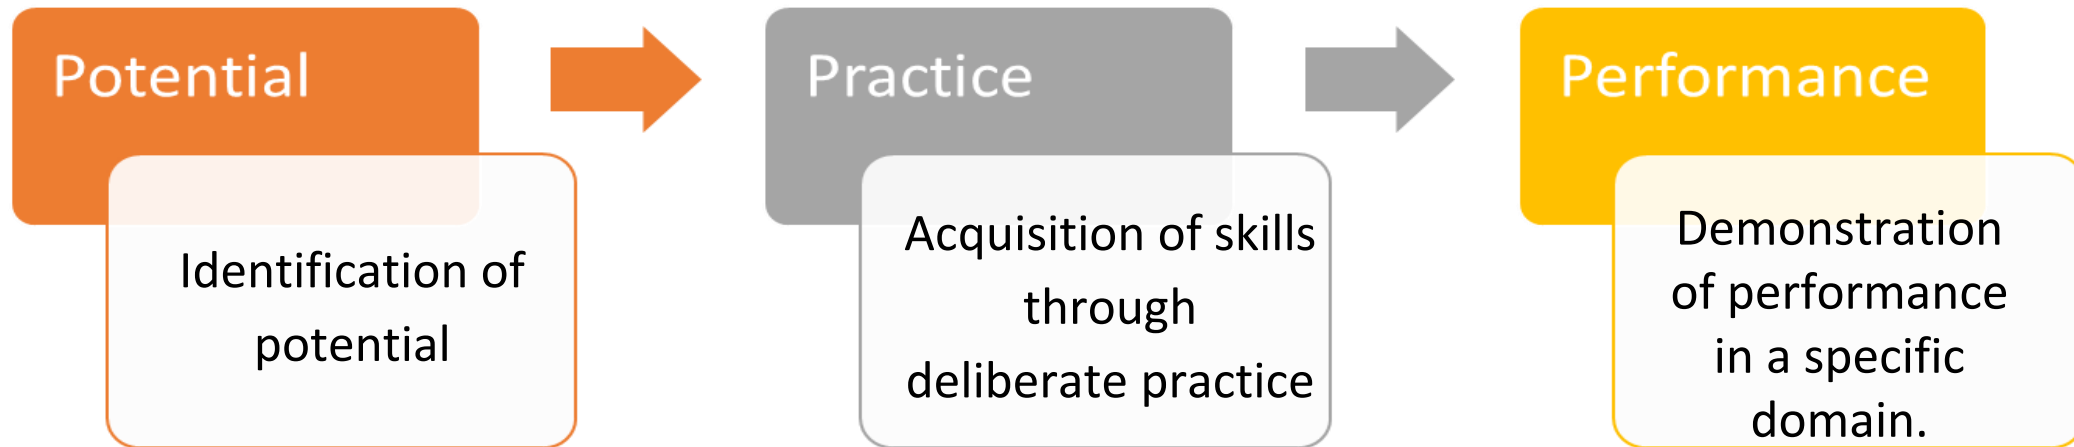 Potential
Identification of
potential
Practice
Acquisition of skills
through
deliberate practice
Performance
Demonstration
of performance
in a specific
domain.